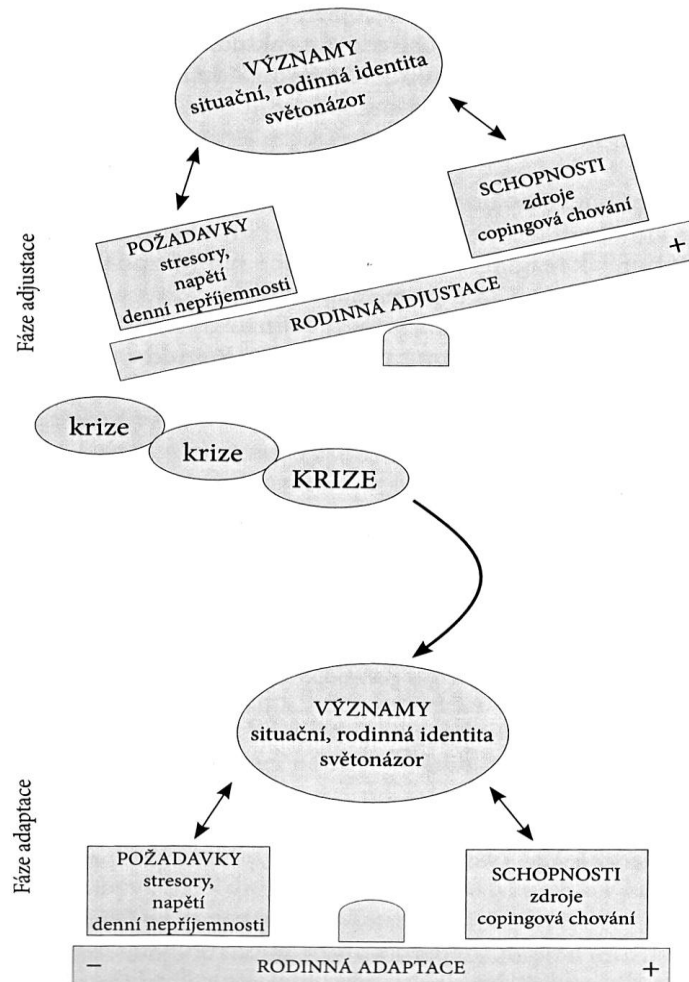 VÝZNAMY
situační, rodinná identita
světonázor
POŽADAVKY
stresory,
napětí
denní nepříjemnosti
SCHOPNOSTI
zdroje
copingová chování
− RODINNÁ ADJUSTACE +
Fáze adjustace
krize
krize
KRIZE
VÝZNAMY
situační, rodinná identita
světonázor
POŽADAVKY
stresory,
napětí
denní nepříjemnosti
SCHOPNOSTI
zdroje
copingová chování
− RODINNÁ ADAPTACE +
Fáze adaptace